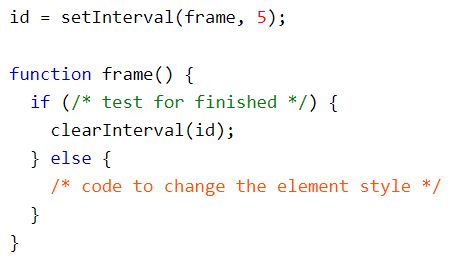 id = setInterval(frame, 5);

function frame() {
  if (/* test for finished */) {
    clearInterval(id);
  } else {
    /* code to change the element style */
  }
}